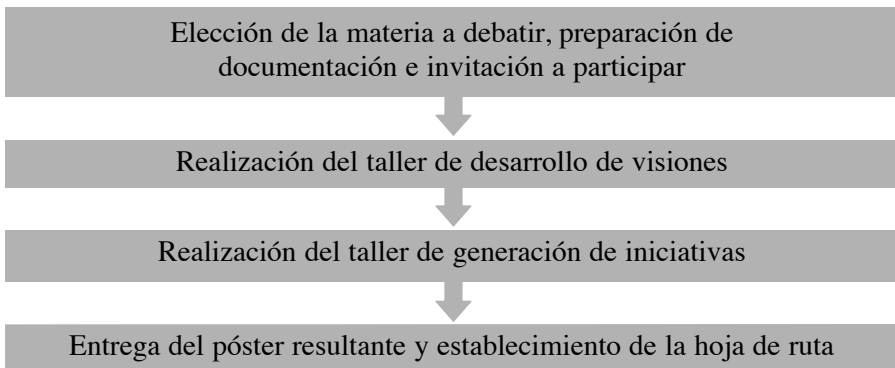 Elección de la materia a debatir, preparación de
documentación e invitación a participar
Realización del taller de desarrollo de visiones
Realización del taller de generación de iniciativas
Entrega del póster resultante y establecimiento de la hoja de ruta